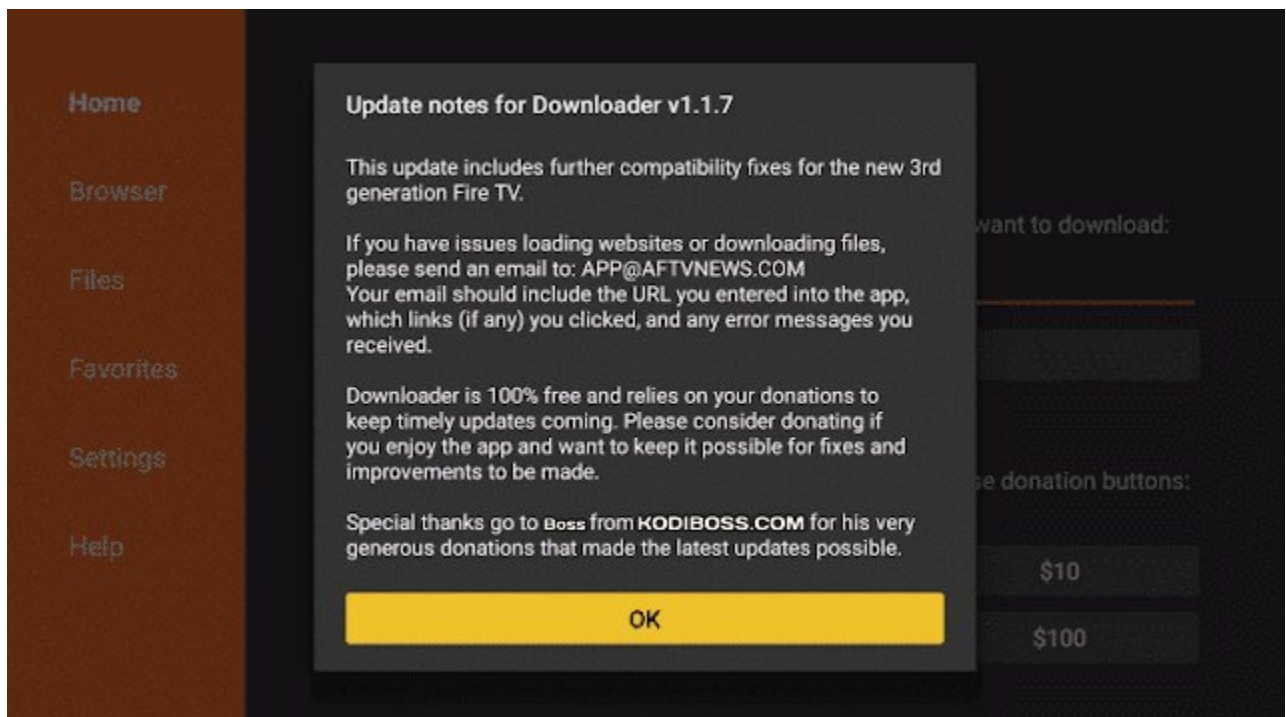 Home
Browser
Files
Favorites
Settings
Help
Update notes for Downloader v1.1.7
This update includes further compatibility fixes for the new 3rd
generation Fire TV.
If you have issues loading websites or downloading files,
please send an email to: APP@AFTVNEWS.COM
Your email should include the URL you entered into the app,
which links (if any) you clicked, and any error messages you
received.
Downloader is 100% free and relies on your donations to
keep timely updates coming. Please consider donating if
you enjoy the app and want to keep it possible for fixes and
improvements to be made.
Special thanks go to Boss from KODIBOSS.COM for his very
generous donations that made the latest updates possible.
OK
want to download:
se donation buttons:
$10
$100